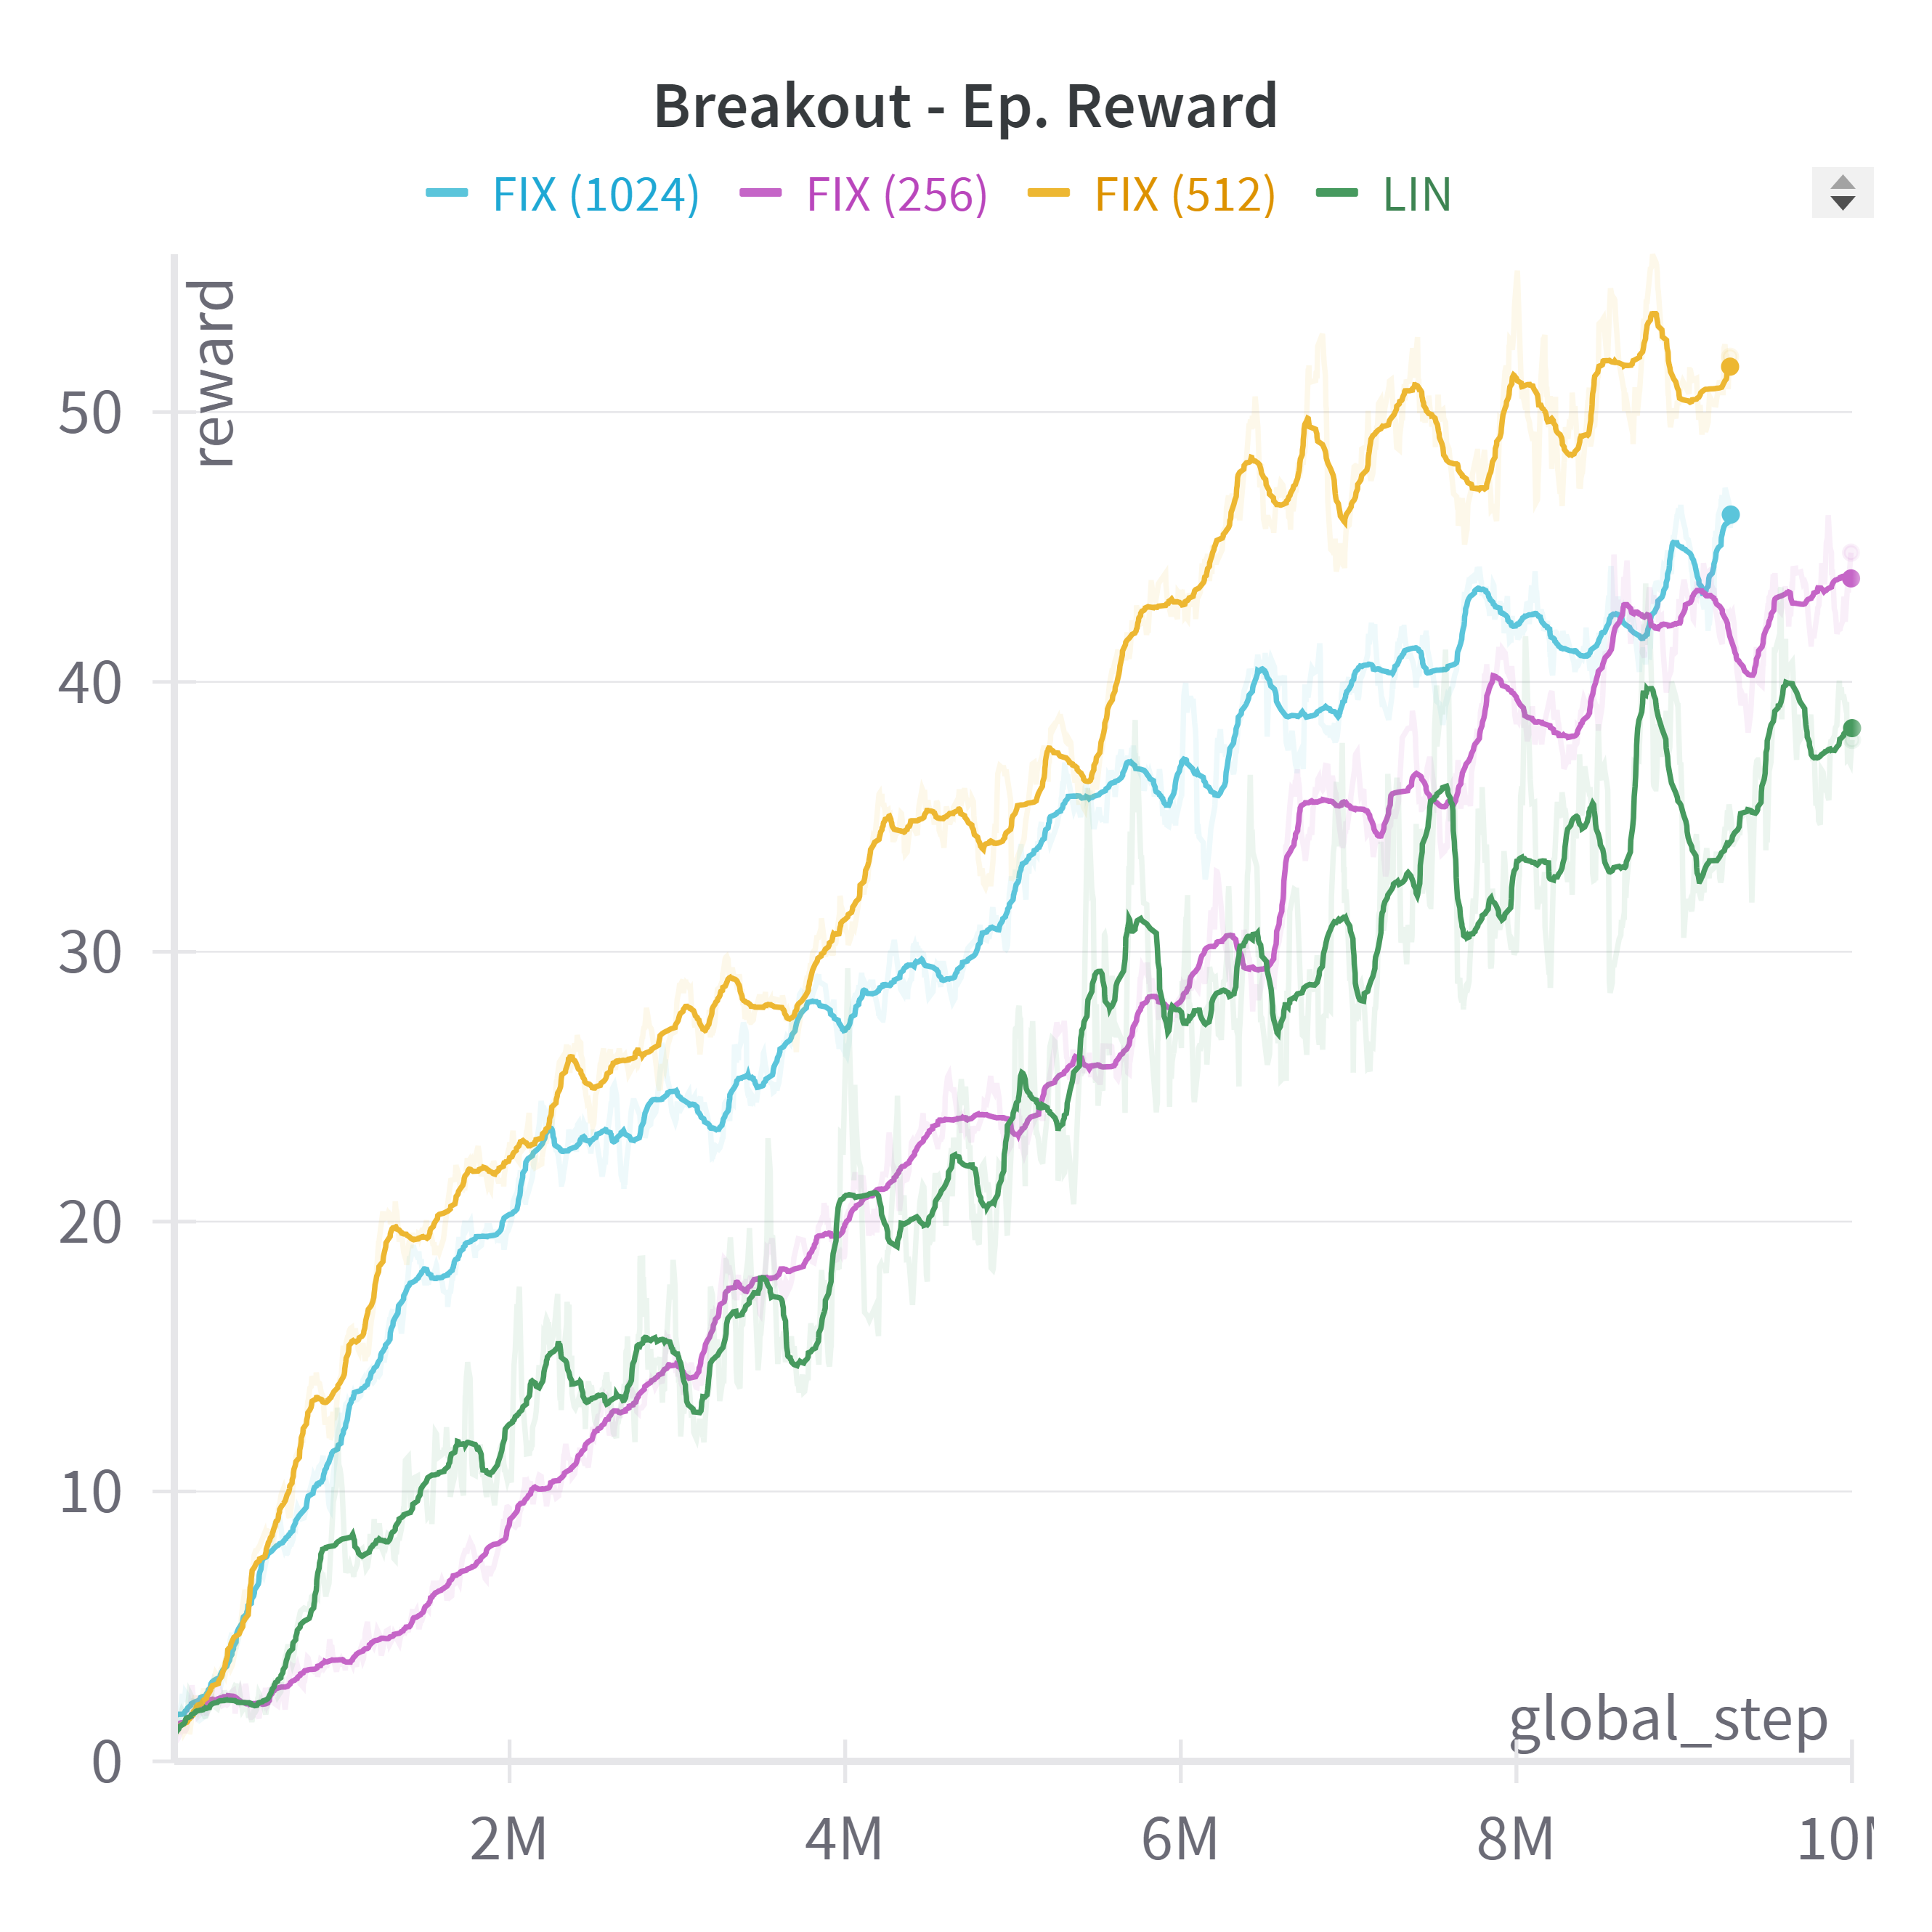 Breakout - Ep. Reward
FIX (1024) FIX (256) FIX (512) LIN
reward
50
40
30
20
10
0
global_step
2M 4M 6M 8M 10M